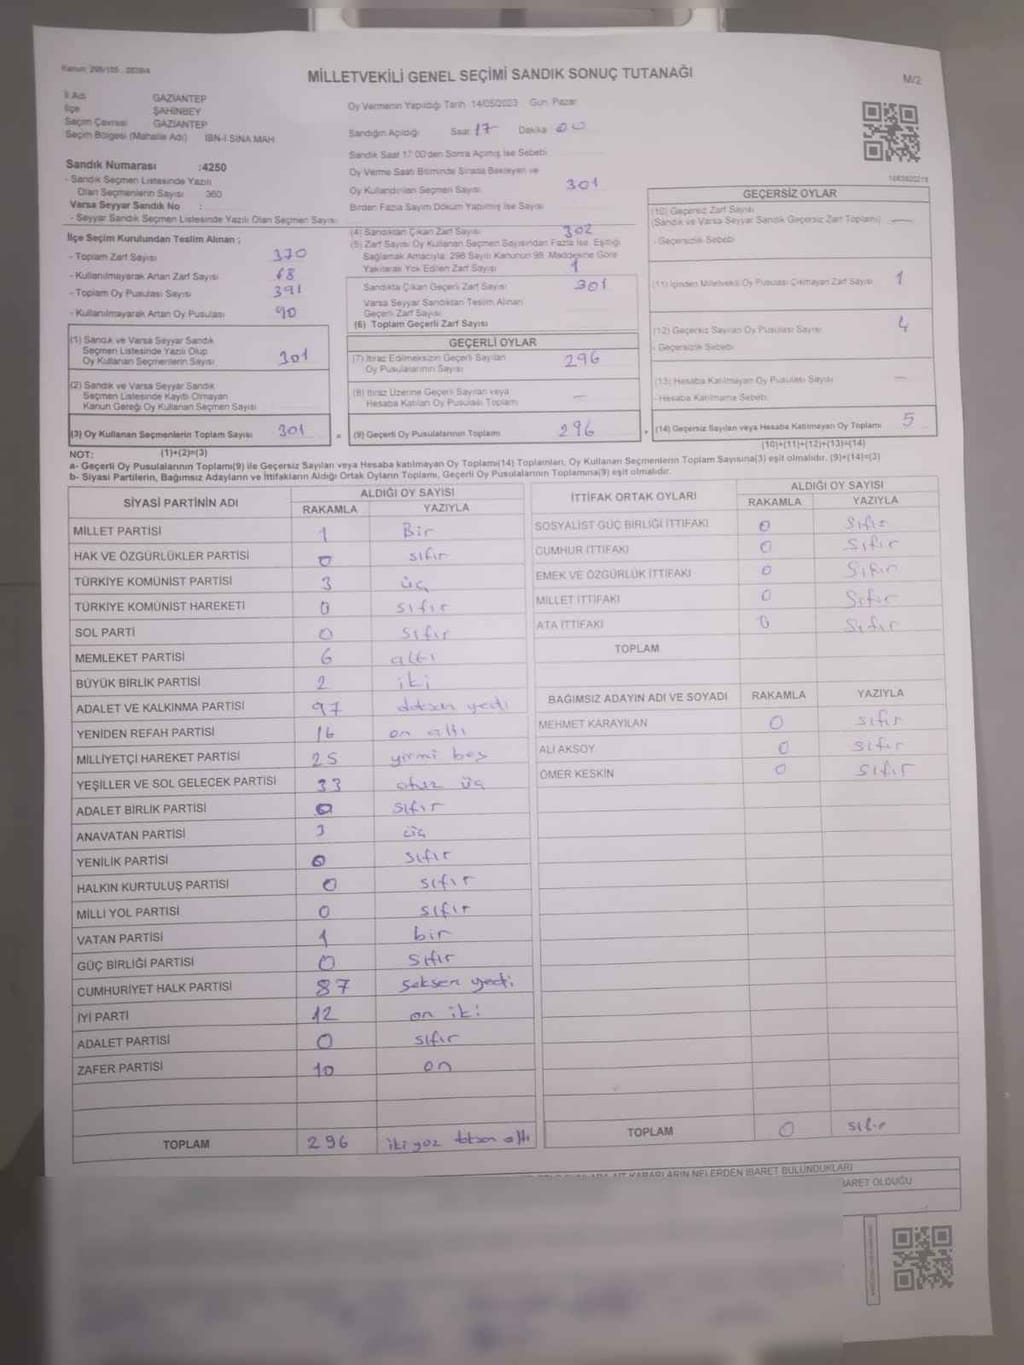 MİLLETVEKİLİ GENEL SEÇİMİ SANDIK SONUÇ TUTANAĞI
M/2
İl Adı GAZİANTEP
İlçe ŞAHİNBEY
Seçim Çevresi GAZİANTEP
Seçim Bölgesi (Mahalle Adı) İBN-İ SİNA MAH
Sandık Numarası :4250
- Sandık Seçmen Listesinde Yazılı
Olan Seçmenlerin Sayısı 360
Varsa Seyyar Sandık No :
- Seyyar Sandık Seçmen Listesinde Yazılı Olan Seçmen Sayısı
Oy Vermenin Yapıldığı Tarih 14/05/2023 Gün Pazar
Sandığın Açıldığı Saat 17 Dakika 00
Sandık Saat 17:00'den Sonra Açılmış İse Sebebi
Oy Verme Saati Bitiminde Sırada Bekleyen ve
Oy Kullandırılan Seçmen Sayısı 301
Birden Fazla Sayım Döküm Yapılmış İse Sayısı
İlçe Seçim Kurulundan Teslim Alınan ;
- Toplam Zarf Sayısı 370
- Kullanılmayarak Artan Zarf Sayısı 68
- Toplam Oy Pusulası Sayısı 391
- Kullanılmayarak Artan Oy Pusulası 90
(4) Sandıktan Çıkan Zarf Sayısı 302
(5) Zarf Sayısı Oy Kullanan Seçmen Sayısından Fazla İse, Eşitliği
Sağlamak Amacıyla; 298 Sayılı Kanunun 98. Maddesine Göre
Yakılarak Yok Edilen Zarf Sayısı 1
Sandıkta Çıkan Geçerli Zarf Sayısı 301
Varsa Seyyar Sandıktan Teslim Alınan
Geçerli Zarf Sayısı
(6) Toplam Geçerli Zarf Sayısı
GEÇERSİZ OYLAR
(10) Geçersiz Zarf Sayısı
(Sandık ve Varsa Seyyar Sandık Geçersiz Zarf Toplamı) —
- Geçersizlik Sebebi
(11) İçinden Milletvekili Oy Pusulası Çıkmayan Zarf Sayısı 1
(12) Geçersiz Sayılan Oy Pusulası Sayısı 4
- Geçersizlik Sebebi:
(13) Hesaba Katılmayan Oy Pusulası Sayısı —
- Hesaba Katılmama Sebebi:
(14) Geçersiz Sayılan veya Hesaba Katılmayan Oy Toplamı 5
(10)+(11)+(12)+(13)=(14)
(1) Sandık ve Varsa Seyyar Sandık
Seçmen Listesinde Yazılı Olup
Oy Kullanan Seçmenlerin Sayısı 301
(2) Sandık ve Varsa Seyyar Sandık
Seçmen Listesinde Kayıtlı Olmayan
Kanun Gereği Oy Kullanan Seçmen Sayısı
(3) Oy Kullanan Seçmenlerin Toplam Sayısı 301
(1)+(2)=(3)
GEÇERLİ OYLAR
(7) İtiraz Edilmeksizin Geçerli Sayılan
Oy Pusulalarının Sayısı 296
(8) İtiraz Üzerine Geçerli Sayılan veya
Hesaba Katılan Oy Pusulası Toplamı —
= (9) Geçerli Oy Pusulalarının Toplamı 296 +
NOT:
a- Geçerli Oy Pusulalarının Toplamı(9) ile Geçersiz Sayılan veya Hesaba katılmayan Oy Toplamı(14) Toplamları, Oy Kullanan Seçmenlerin Toplam Sayısına(3) eşit olmalıdır. (9)+(14)=(3)
b- Siyasi Partilerin, Bağımsız Adayların ve İttifakların Aldığı Ortak Oyların Toplamı, Geçerli Oy Pusulalarının Toplamına(9) eşit olmalıdır.
SİYASİ PARTİNİN ADI ALDIĞI OY SAYISI
RAKAMLA YAZIYLA
MİLLET PARTİSİ 1 Bir
HAK VE ÖZGÜRLÜKLER PARTİSİ 0 sıfır
TÜRKİYE KOMÜNİST PARTİSİ 3 üç
TÜRKİYE KOMÜNİST HAREKETİ 0 sıfır
SOL PARTİ 0 sıfır
MEMLEKET PARTİSİ 6 altı
BÜYÜK BİRLİK PARTİSİ 2 iki
ADALET VE KALKINMA PARTİSİ 97 doksan yedi
YENİDEN REFAH PARTİSİ 16 on altı
MİLLİYETÇİ HAREKET PARTİSİ 25 yirmi beş
YEŞİLLER VE SOL GELECEK PARTİSİ 33 otuz üç
ADALET BİRLİK PARTİSİ 0 sıfır
ANAVATAN PARTİSİ 3 üç
YENİLİK PARTİSİ 0 sıfır
HALKIN KURTULUŞ PARTİSİ 0 sıfır
MİLLİ YOL PARTİSİ 0 sıfır
VATAN PARTİSİ 1 bir
GÜÇ BİRLİĞİ PARTİSİ 0 sıfır
CUMHURİYET HALK PARTİSİ 87 seksen yedi
İYİ PARTİ 12 on iki
ADALET PARTİSİ 0 sıfır
ZAFER PARTİSİ 10 on
TOPLAM 296 iki yüz doksan altı
İTTİFAK ORTAK OYLARI ALDIĞI OY SAYISI
RAKAMLA YAZIYLA
SOSYALİST GÜÇ BİRLİĞİ İTTİFAKI 0 sıfır
CUMHUR İTTİFAKI 0 sıfır
EMEK VE ÖZGÜRLÜK İTTİFAKI 0 sıfır
MİLLET İTTİFAKI 0 sıfır
ATA İTTİFAKI 0 sıfır
TOPLAM
BAĞIMSIZ ADAYIN ADI VE SOYADI RAKAMLA YAZIYLA
MEHMET KARAYILAN 0 sıfır
ALİ AKSOY 0 sıfır
ÖMER KESKİN 0 sıfır
TOPLAM 0 sıfır
KARARLARIN NELERDEN İBARET BULUNDUKLARI
İBARET OLDUĞU